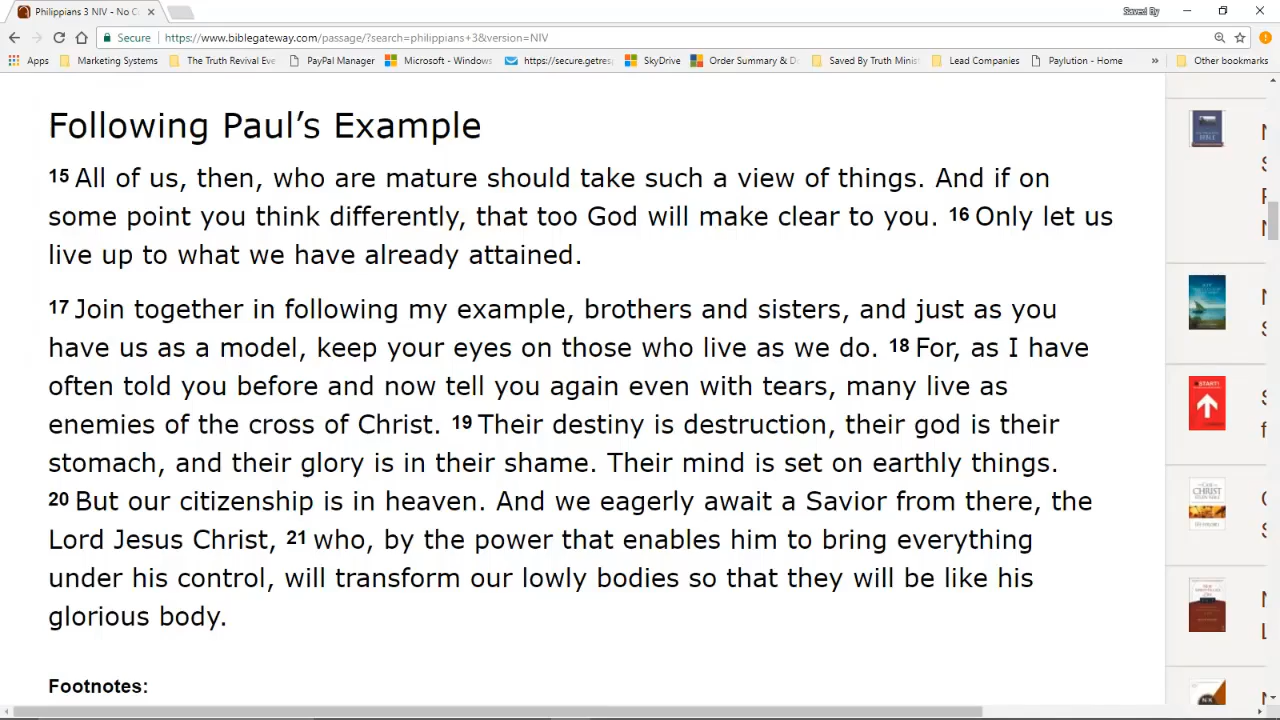 Philippians 3 NIV - No C
Saved By
Secure https://www.biblegateway.com/passage/?search=philippians+3&version=NIV
Apps Marketing Systems The Truth Revival Eve PayPal Manager Microsoft - Windows https://secure.getres SkyDrive Order Summary & D Saved By Truth Minis Lead Companies Paylution - Home » Other bookmarks
Following Paul’s Example
15 All of us, then, who are mature should take such a view of things. And if on
some point you think differently, that too God will make clear to you. 16 Only let us
live up to what we have already attained.
17 Join together in following my example, brothers and sisters, and just as you
have us as a model, keep your eyes on those who live as we do. 18 For, as I have
often told you before and now tell you again even with tears, many live as
enemies of the cross of Christ. 19 Their destiny is destruction, their god is their
stomach, and their glory is in their shame. Their mind is set on earthly things.
20 But our citizenship is in heaven. And we eagerly await a Savior from there, the
Lord Jesus Christ, 21 who, by the power that enables him to bring everything
under his control, will transform our lowly bodies so that they will be like his
glorious body.
Footnotes:
BIBLE
START!
CHRIST